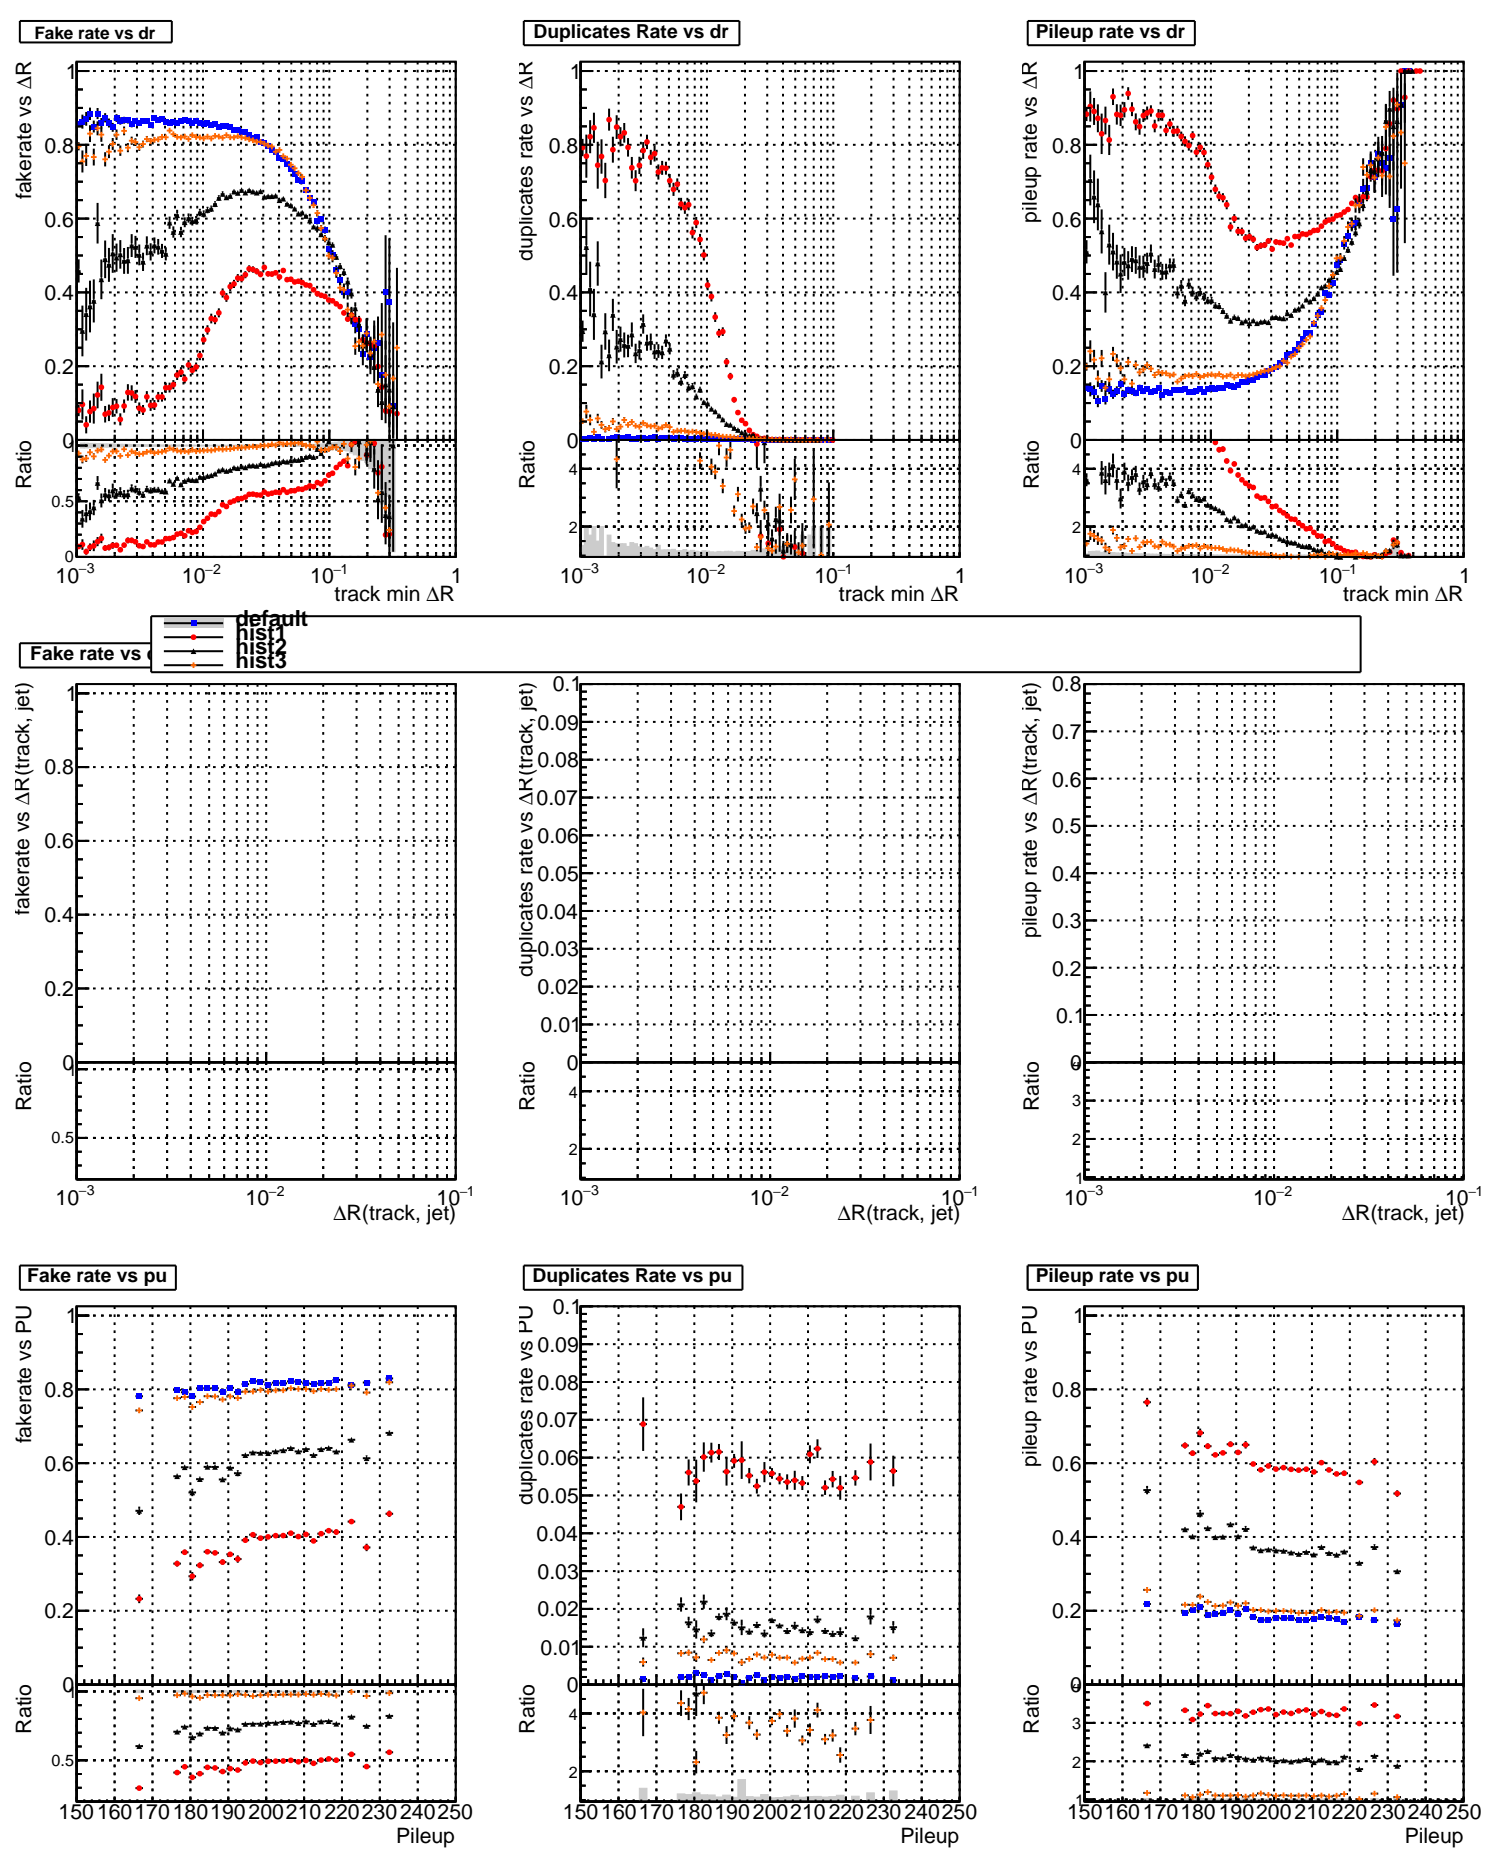 Fake rate vs dr
Duplicates Rate vs dr
Pileup rate vs dr
fakerate vs ΔR
1
0.8
0.6
0.4
0.2
0
Ratio
0.5
0
10⁻³
10⁻²
10⁻¹
1
track min ΔR
duplicates rate vs ΔR
1
0.8
0.6
0.4
0.2
0
Ratio
4
2
10⁻³
10⁻²
10⁻¹
1
track min ΔR
pileup rate vs ΔR
1
0.8
0.6
0.4
0.2
0
Ratio
4
2
10⁻³
10⁻²
10⁻¹
1
track min ΔR
default
hist1
hist2
hist3
Fake rate vs
fakerate vs ΔR(track, jet)
1
0.8
0.6
0.4
0.2
0
Ratio
1
0.5
10⁻³
10⁻²
10⁻¹
ΔR(track, jet)
duplicates rate vs ΔR(track, jet)
0.1
0.09
0.08
0.07
0.06
0.05
0.04
0.03
0.02
0.01
0
Ratio
4
2
10⁻³
10⁻²
10⁻¹
ΔR(track, jet)
pileup rate vs ΔR(track, jet)
0.8
0.7
0.6
0.5
0.4
0.3
0.2
0.1
0
Ratio
3
2
1
10⁻³
10⁻²
10⁻¹
ΔR(track, jet)
Fake rate vs pu
Duplicates Rate vs pu
Pileup rate vs pu
fakerate vs PU
1
0.8
0.6
0.4
0.2
0
Ratio
1
0.5
150 160 170 180 190 200 210 220 230 240 250
Pileup
duplicates rate vs PU
0.1
0.09
0.08
0.07
0.06
0.05
0.04
0.03
0.02
0.01
0
Ratio
4
2
150 160 170 180 190 200 210 220 230 240 250
Pileup
pileup rate vs PU
1
0.8
0.6
0.4
0.2
0
Ratio
3
2
1
150 160 170 180 190 200 210 220 230 240 250
Pileup